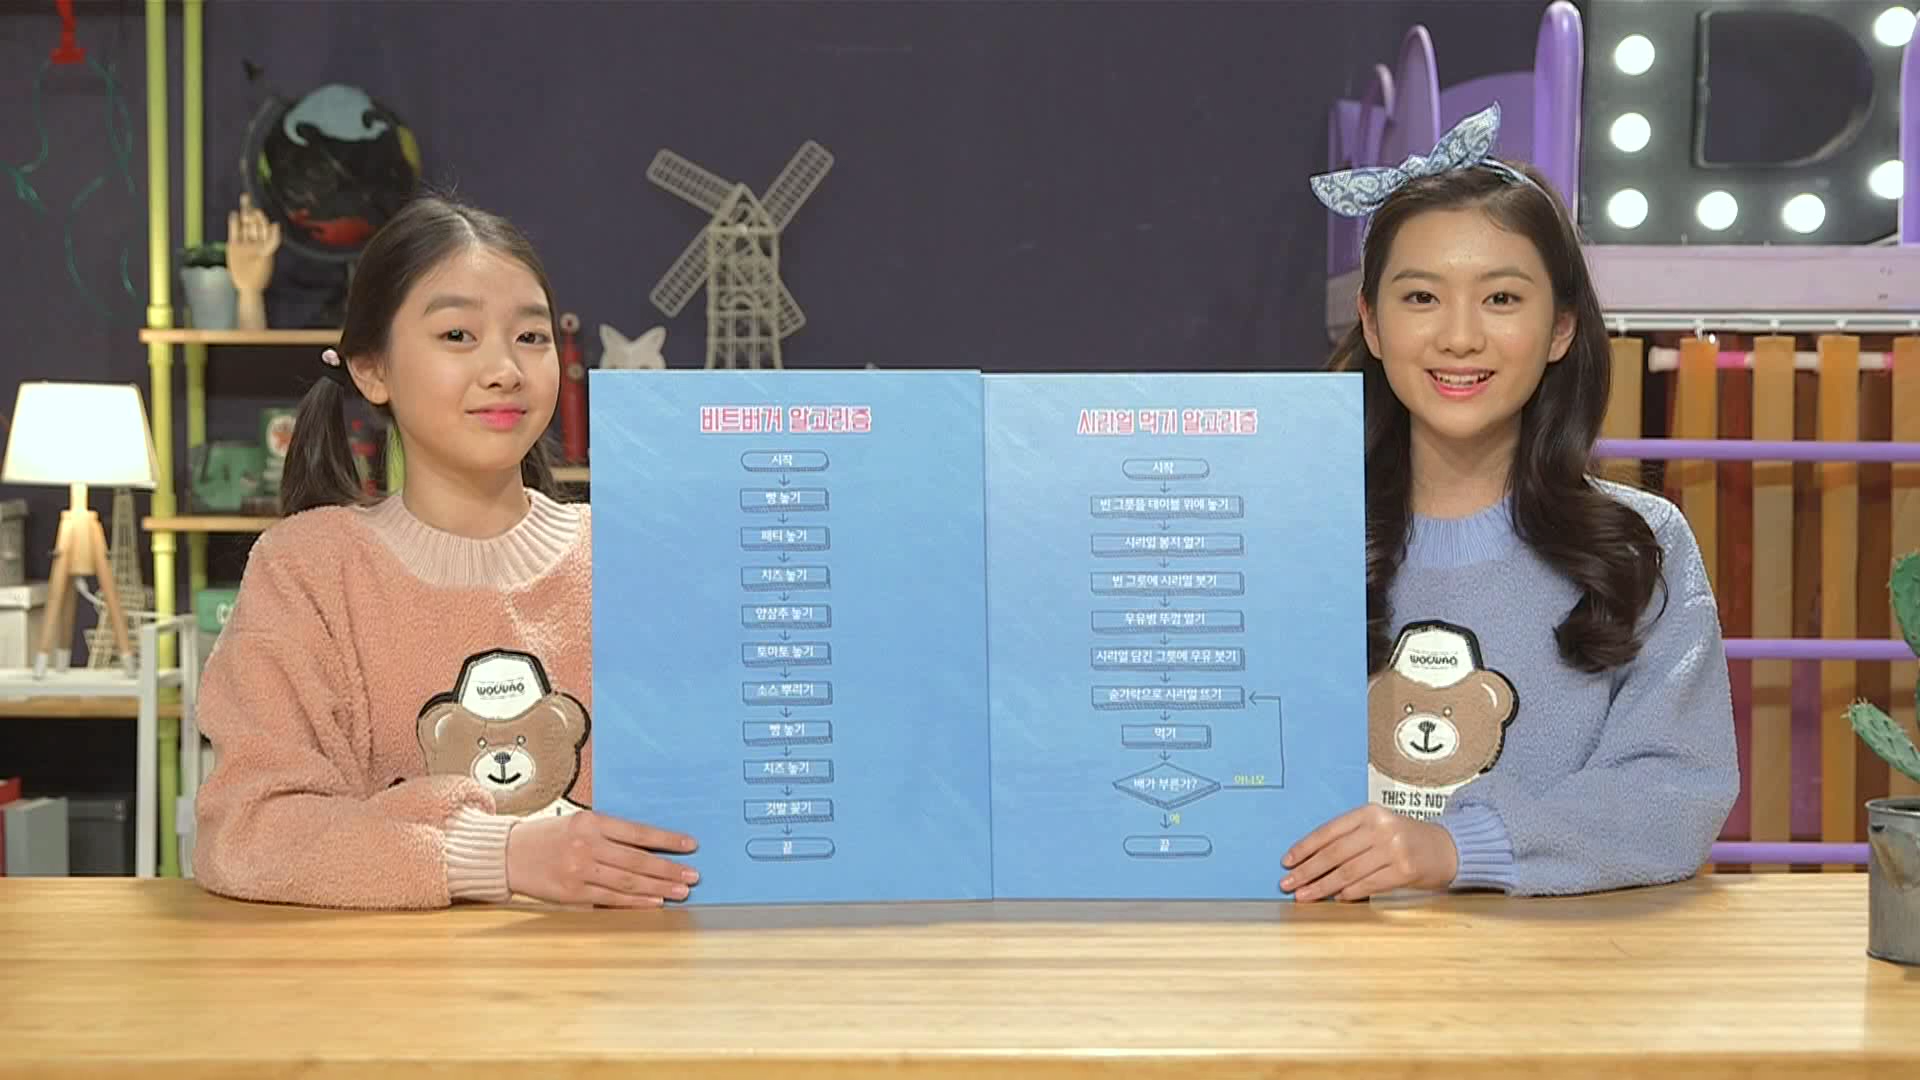 비트버거 알고리즘
시작
빵 놓기
패티 놓기
치즈 놓기
양상추 놓기
토마토 놓기
소스 뿌리기
빵 놓기
치즈 놓기
깃발 꽂기
끝
시리얼 먹기 알고리즘
시작
빈 그릇을 테이블 위에 놓기
시리얼 봉지 열기
빈 그릇에 시리얼 붓기
우유병 뚜껑 열기
시리얼 담긴 그릇에 우유 붓기
숟가락으로 시리얼 뜨기
먹기
배가 부른가?
아니오
예
끝
WOOWAO
WOOWAO
THIS IS NOT
D